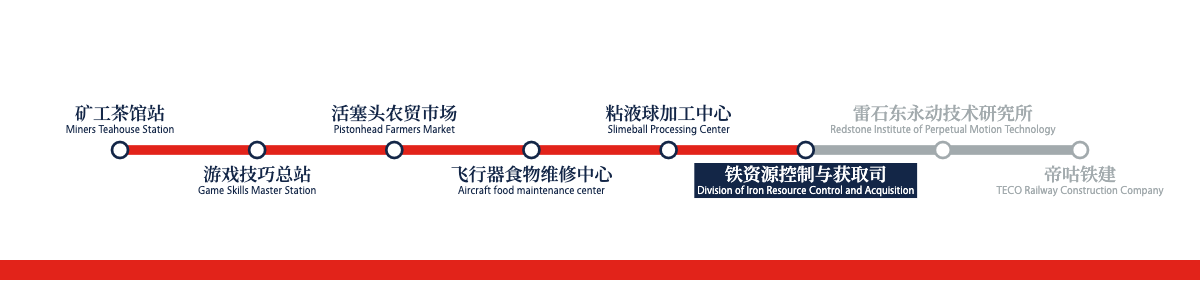 矿工茶馆站
Miners Teahouse Station
游戏技巧总站
Game Skills Master Station
活塞头农贸市场
Pistonhead Farmers Market
飞行器食物维修中心
Aircraft food maintenance center
粘液球加工中心
Slimeball Processing Center
铁资源控制与获取司
Division of Iron Resource Control and Acquisition
雷石东永动技术研究所
Redstone Institute of Perpetual Motion Technology
帝咕铁建
TECO Railway Construction Company